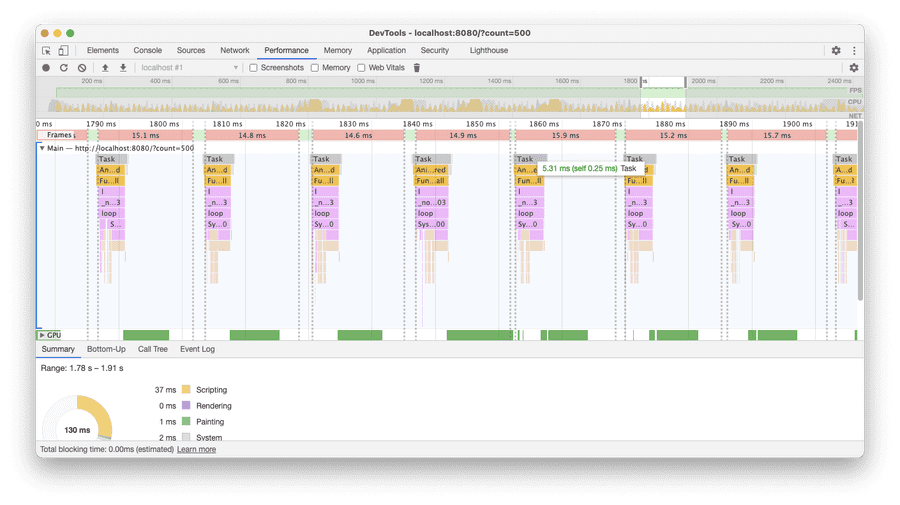 DevTools - localhost:8080/?count=500
Elements Console Sources Network Performance Memory Application Security Lighthouse
localhost #1 Screenshots Memory Web Vitals
200 ms 400 ms 600 ms 800 ms 1000 ms 1200 ms 1400 ms 1600 ms 1800 ms 2000 ms 2200 ms 2400 ms
FPS
CPU
NET
0 ms 1790 ms 1800 ms 1810 ms 1820 ms 1830 ms 1840 ms 1850 ms 1860 ms 1870 ms 1880 ms 1890 ms 1900 ms 191
Frames 15.1 ms 14.8 ms 14.6 ms 14.9 ms 15.9 ms 15.2 ms 15.7 ms
Main — http://localhost:8080/?count=500
Task Task Task Task Task Task Task Task
An...d An...d An...d Ani...red An...d An...d An...d A...d
Fu...ll Fu...ll Fu...ll Fun...all Fun...ll Fu...ll Fu...ll Fu...l
5.31 ms (self 0.25 ms) Task
l l l l l l l l
_n...3 _n...3 _n...3 _no...03 _n...3 _n...3 _n...3 _...3
loop loop loop loop loop loop loop loop
S... Sy...0 Sy...0 Sys...00 Sy...0 Sy...0 Sy...0 S...
GPU
Summary Bottom-Up Call Tree Event Log
Range: 1.78 s – 1.91 s
37 ms Scripting
0 ms Rendering
1 ms Painting
130 ms
2 ms System
Total blocking time: 0.00ms (estimated) Learn more